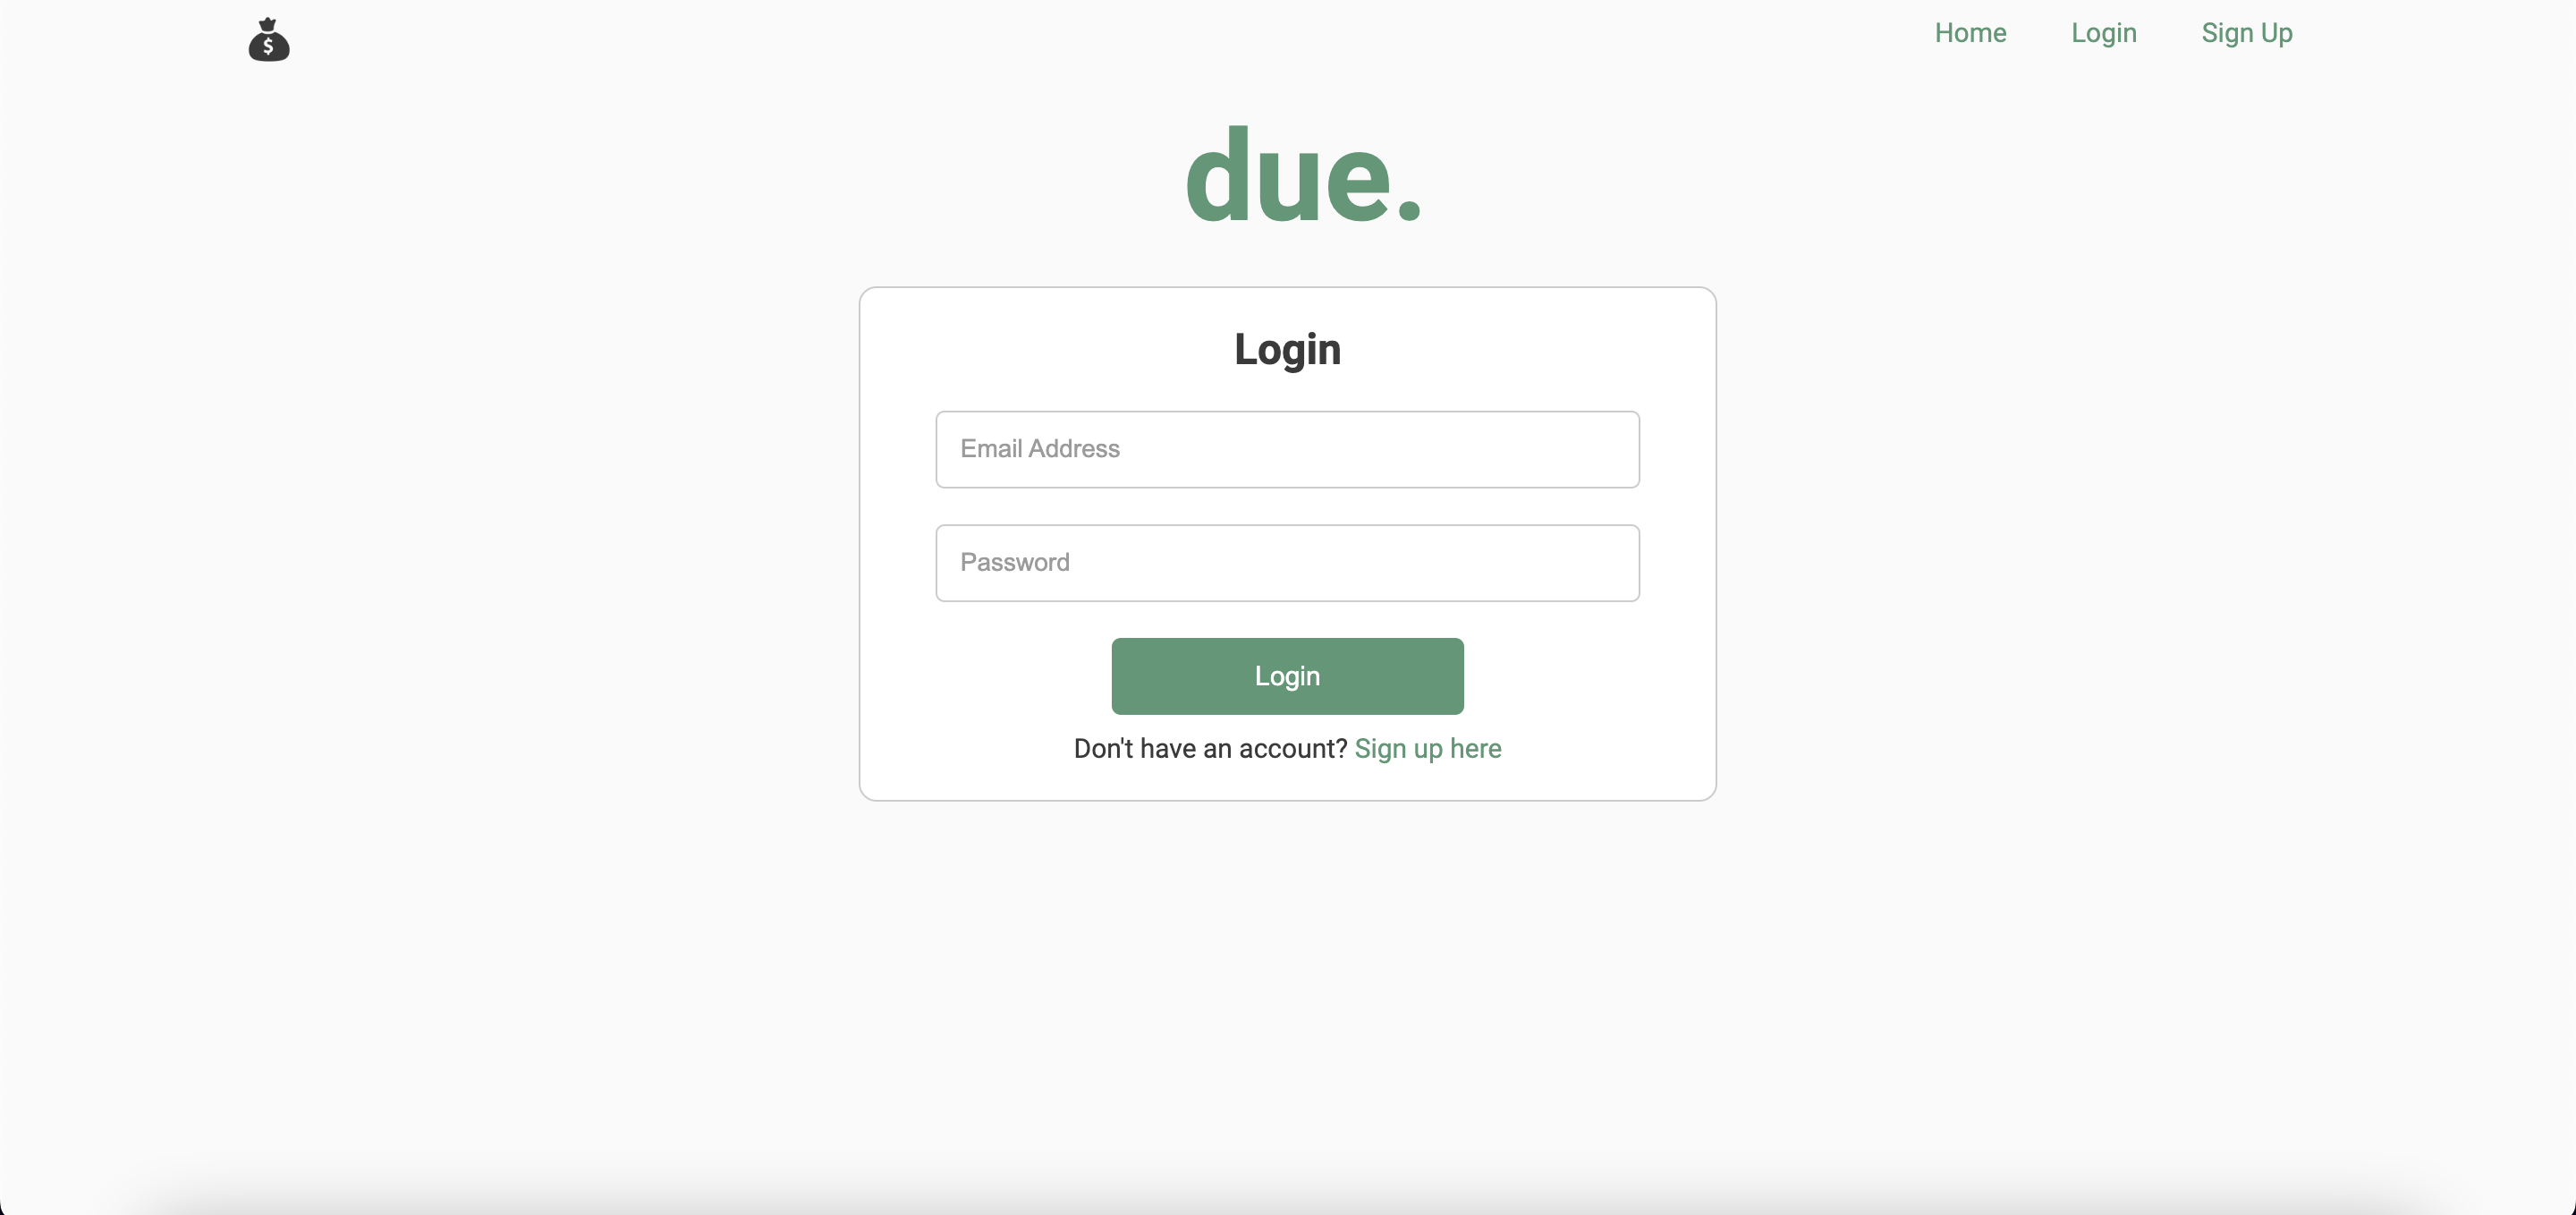 $
Home Login Sign Up
due.
Login
Email Address
Password
Login
Don't have an account? Sign up here